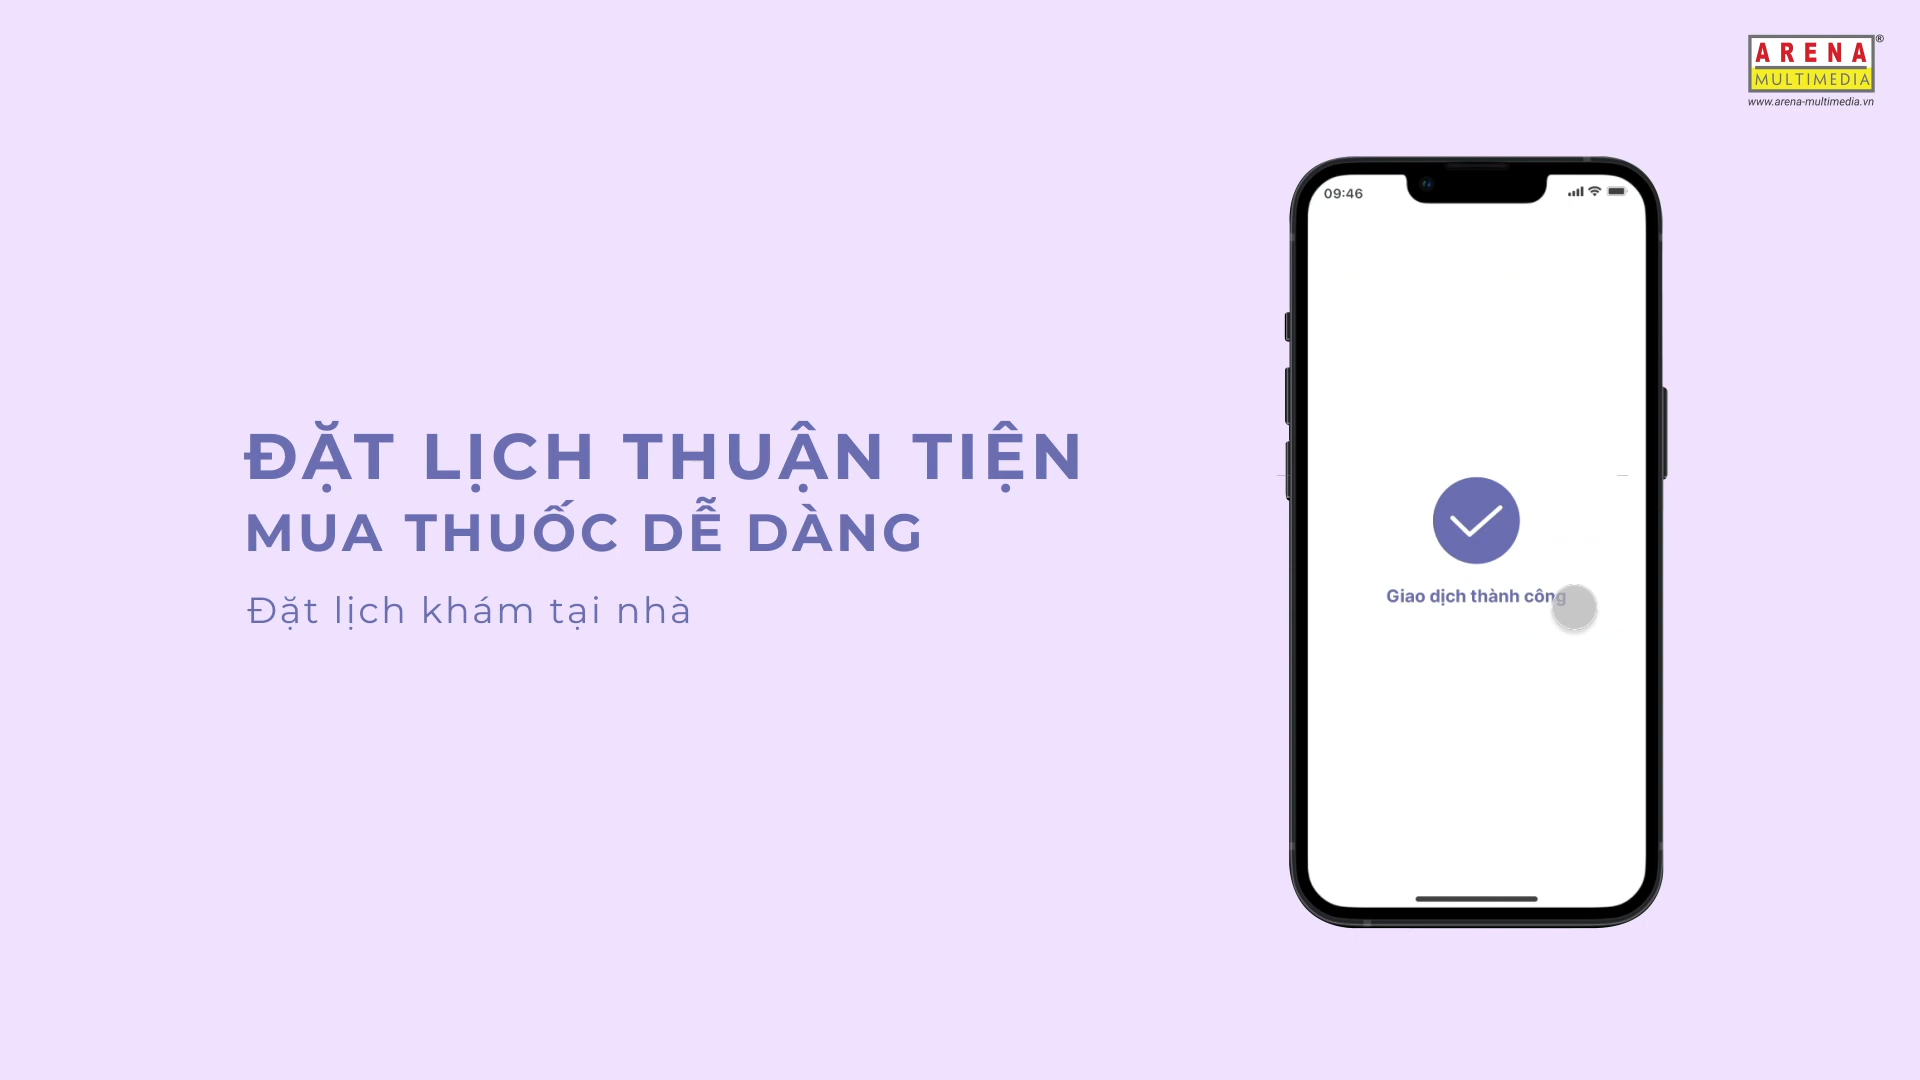 ARENA®
MULTIMEDIA
www.arena-multimedia.vn
09:46
ĐẶT LỊCH THUẬN TIỆN
MUA THUỐC DỄ DÀNG
Đặt lịch khám tại nhà
Giao dịch thành công